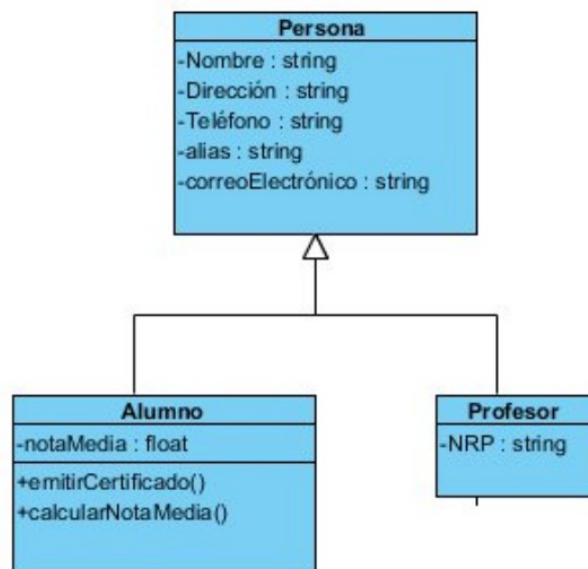 Persona
-Nombre : string
-Dirección : string
-Teléfono : string
-alias : string
-correoElectrónico : string
Alumno
-notaMedia : float
+emitirCertificado()
+calcularNotaMedia()
Profesor
-NRP : string